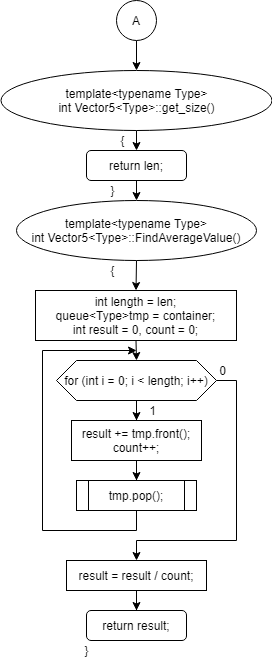 A
template<typename Type>
int Vector5<Type>::get_size()
{
return len;
}
template<typename Type>
int Vector5<Type>::FindAverageValue()
{
int length = len;
queue<Type>tmp = container;
int result = 0, count = 0;
for (int i = 0; i < length; i++)
0
1
result += tmp.front();
count++;
tmp.pop();
result = result / count;
return result;
}